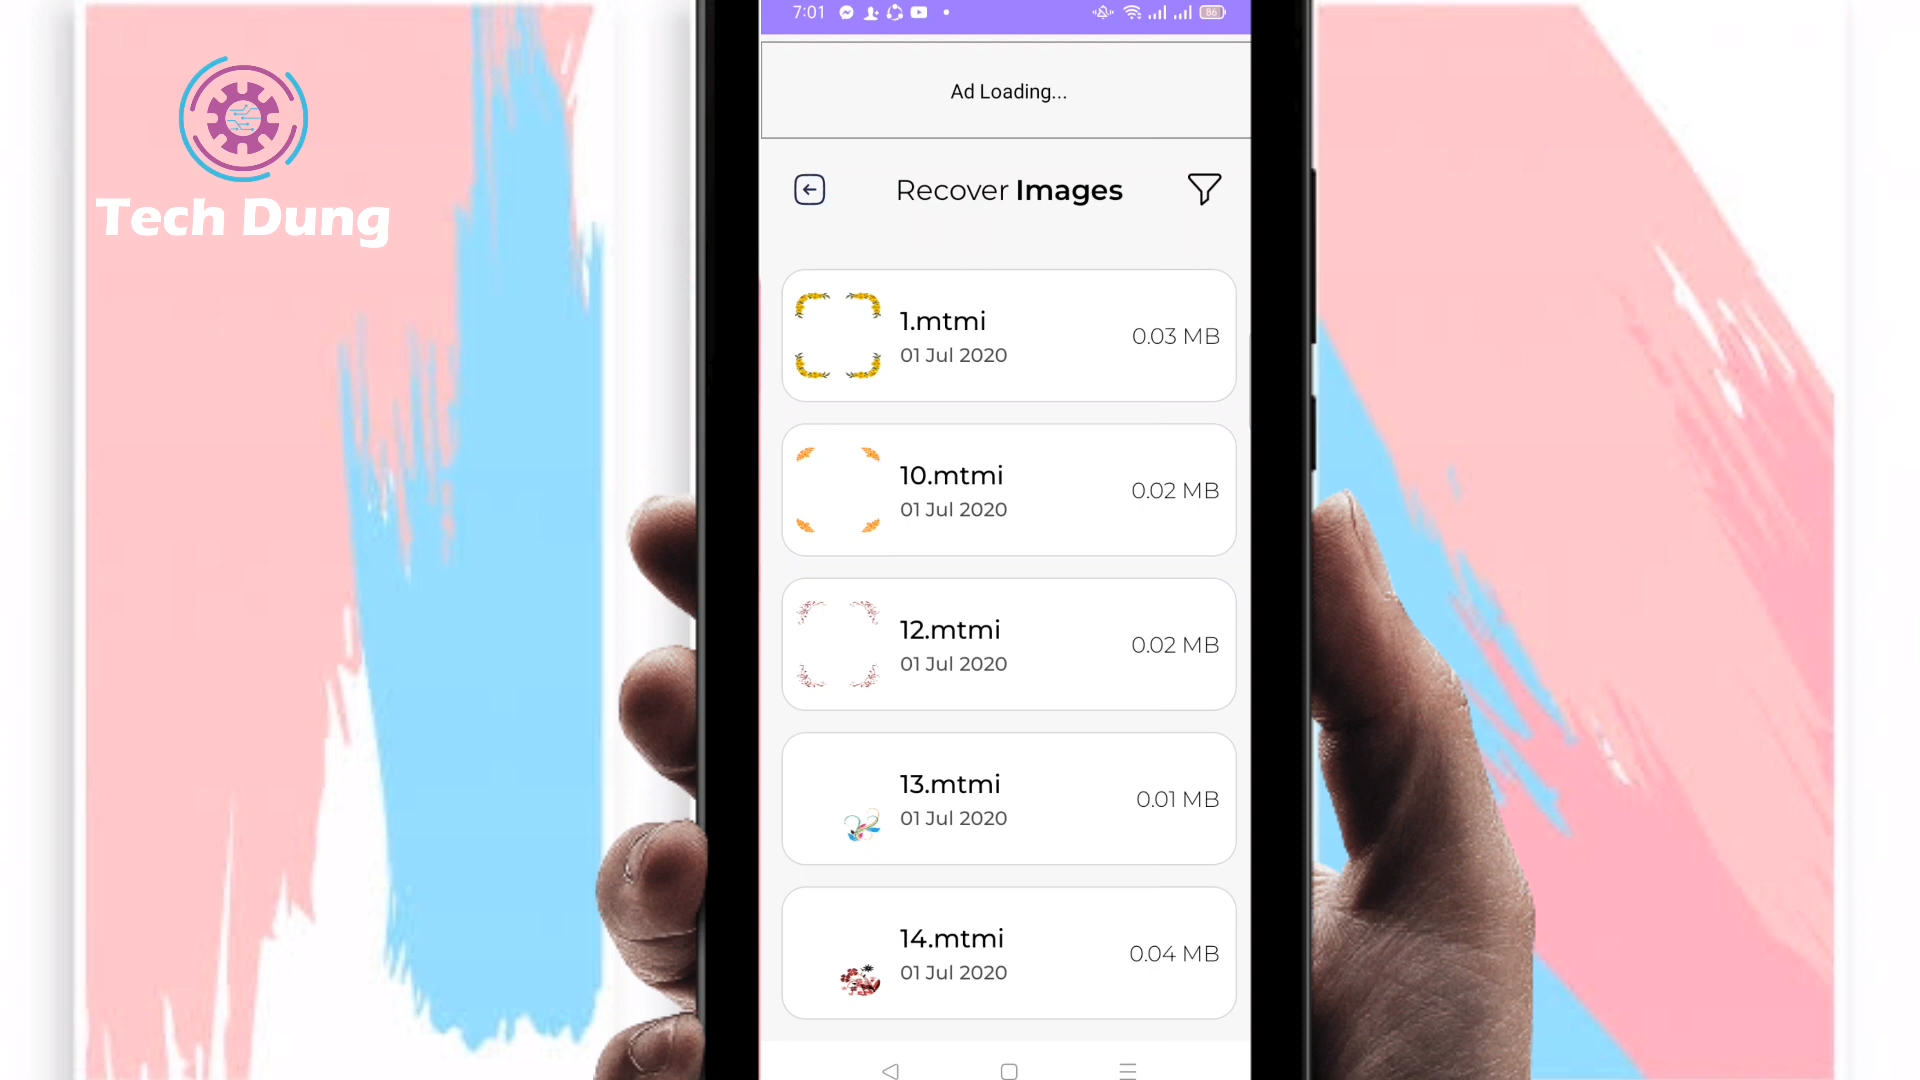 Tech Dung
7:01
86
Ad Loading...
Recover Images
1.mtmi
01 Jul 2020
0.03 MB
10.mtmi
01 Jul 2020
0.02 MB
12.mtmi
01 Jul 2020
0.02 MB
13.mtmi
01 Jul 2020
0.01 MB
14.mtmi
01 Jul 2020
0.04 MB